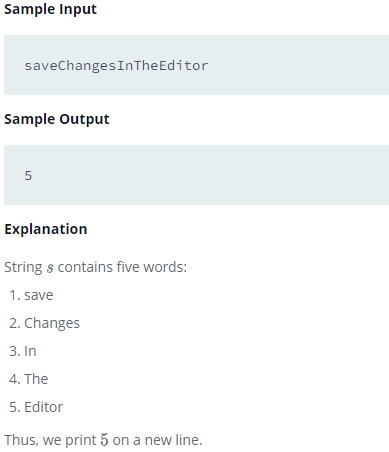 Sample Input
saveChangesInTheEditor
Sample Output
5
Explanation
String s contains five words:
1. save
2. Changes
3. In
4. The
5. Editor
Thus, we print 5 on a new line.